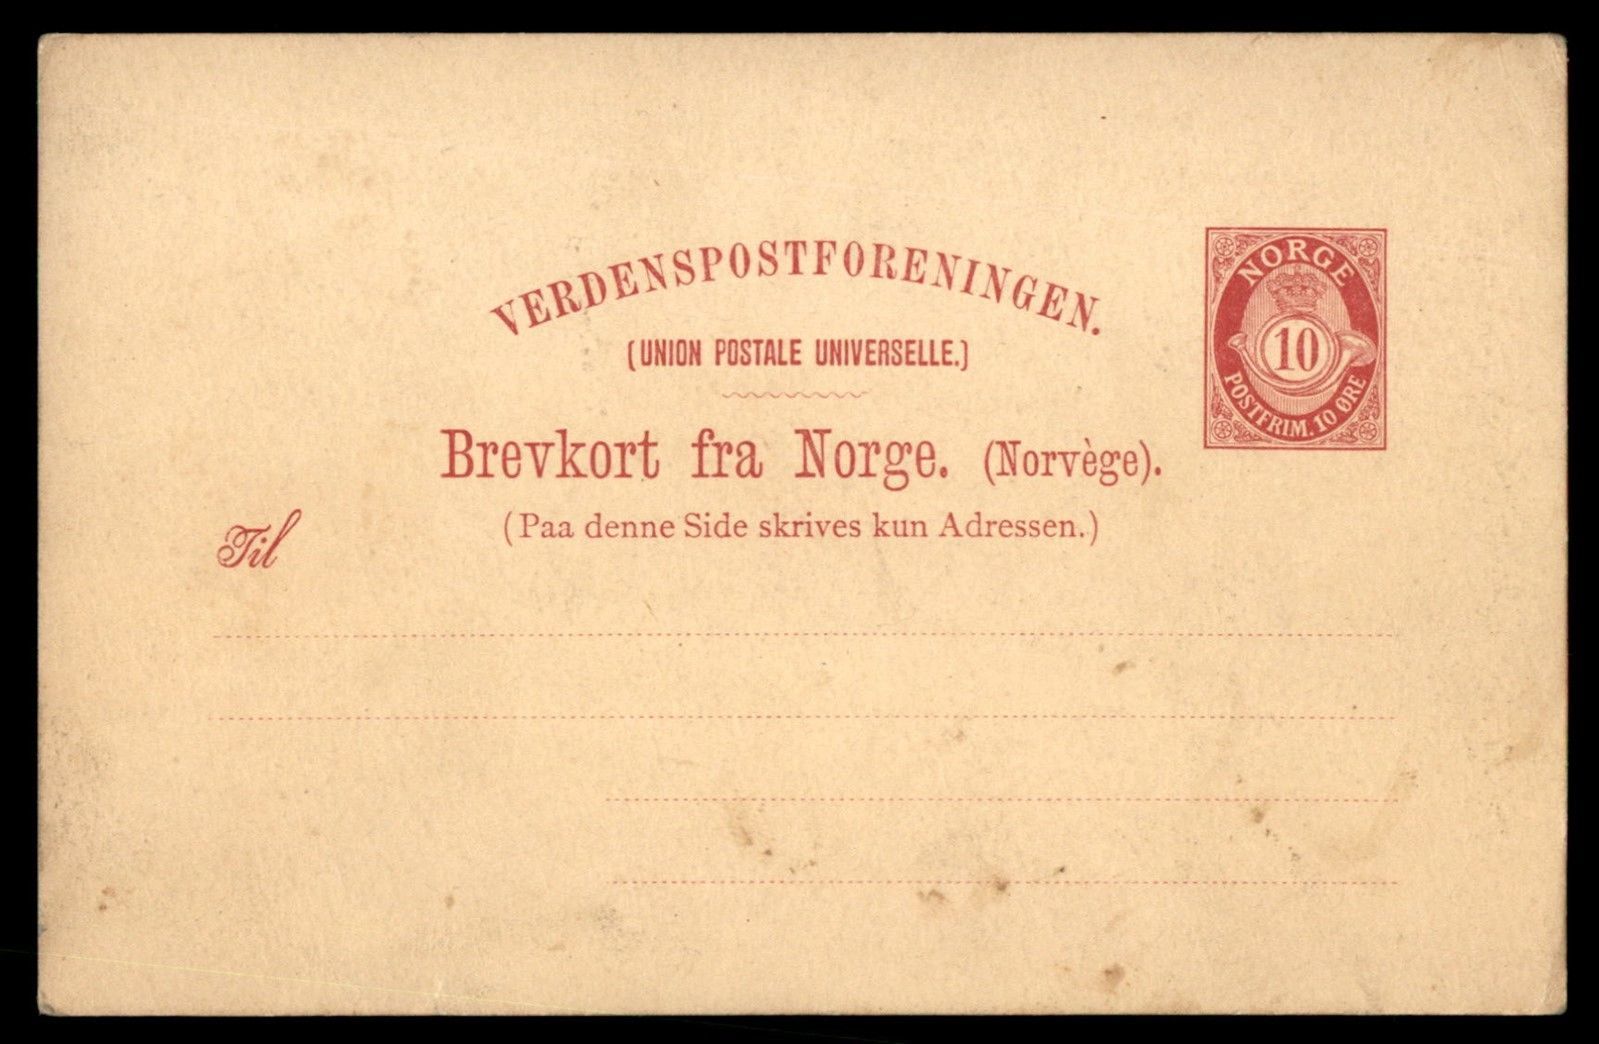 VERDENSPOSTFORENINGEN.
(UNION POSTALE UNIVERSELLE.)
Brevkort fra Norge. (Norvège).
(Paa denne Side skrives kun Adressen.)
Til
NORGE
10
POSTFRIM. 10 ØRE